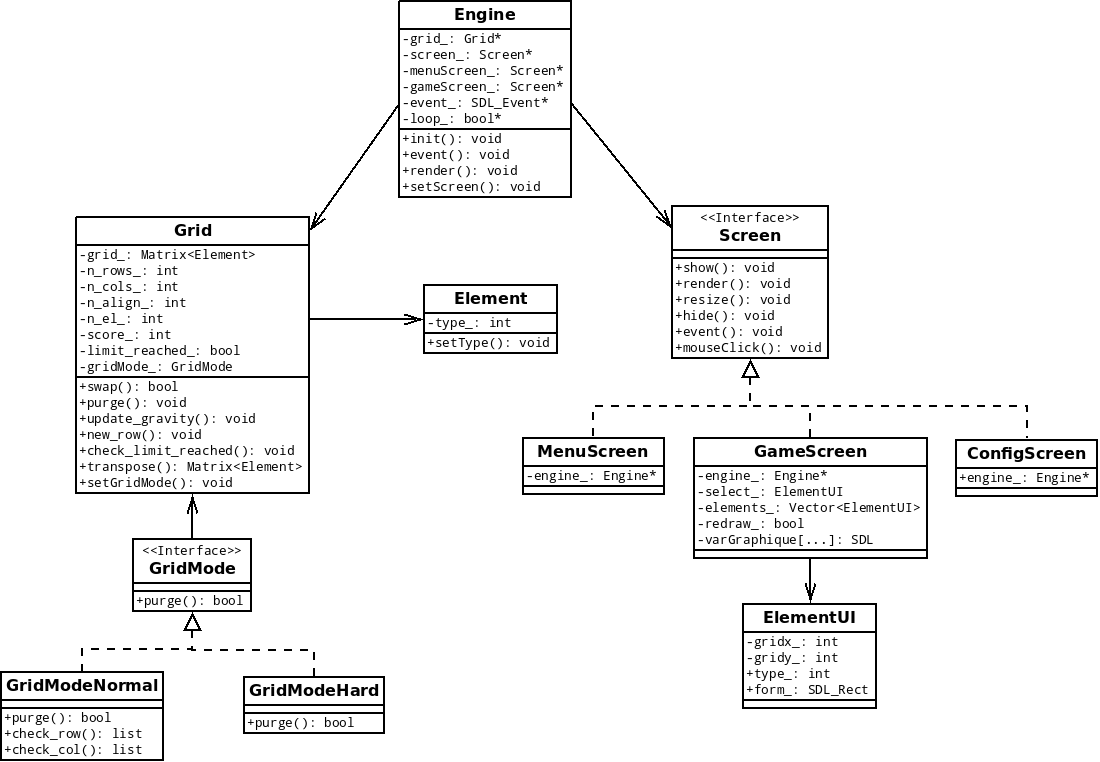 Engine
-grid_: Grid*
-screen_: Screen*
-menuScreen_: Screen*
-gameScreen_: Screen*
-event_: SDL_Event*
-loop_: bool*
+init(): void
+event(): void
+render(): void
+setScreen(): void
Grid
-grid_: Matrix<Element>
-n_rows_: int
-n_cols_: int
-n_align_: int
-n_el_: int
-score_: int
-limit_reached_: bool
-gridMode_: GridMode
+swap(): bool
+purge(): void
+update_gravity(): void
+new_row(): void
+check_limit_reached(): void
+transpose(): Matrix<Element>
+setGridMode(): void
Element
-type_: int
+setType(): void
<<Interface>>
Screen
+show(): void
+render(): void
+resize(): void
+hide(): void
+event(): void
+mouseClick(): void
MenuScreen
-engine_: Engine*
GameScreen
-engine_: Engine*
-select_: ElementUI
-elements_: Vector<ElementUI>
-redraw_: bool
-varGraphique[...]: SDL
ConfigScreen
+engine_: Engine*
<<Interface>>
GridMode
+purge(): bool
ElementUI
-gridx_: int
-gridy_: int
+type_: int
+form_: SDL_Rect
GridModeNormal
+purge(): bool
+check_row(): list
+check_col(): list
GridModeHard
+purge(): bool